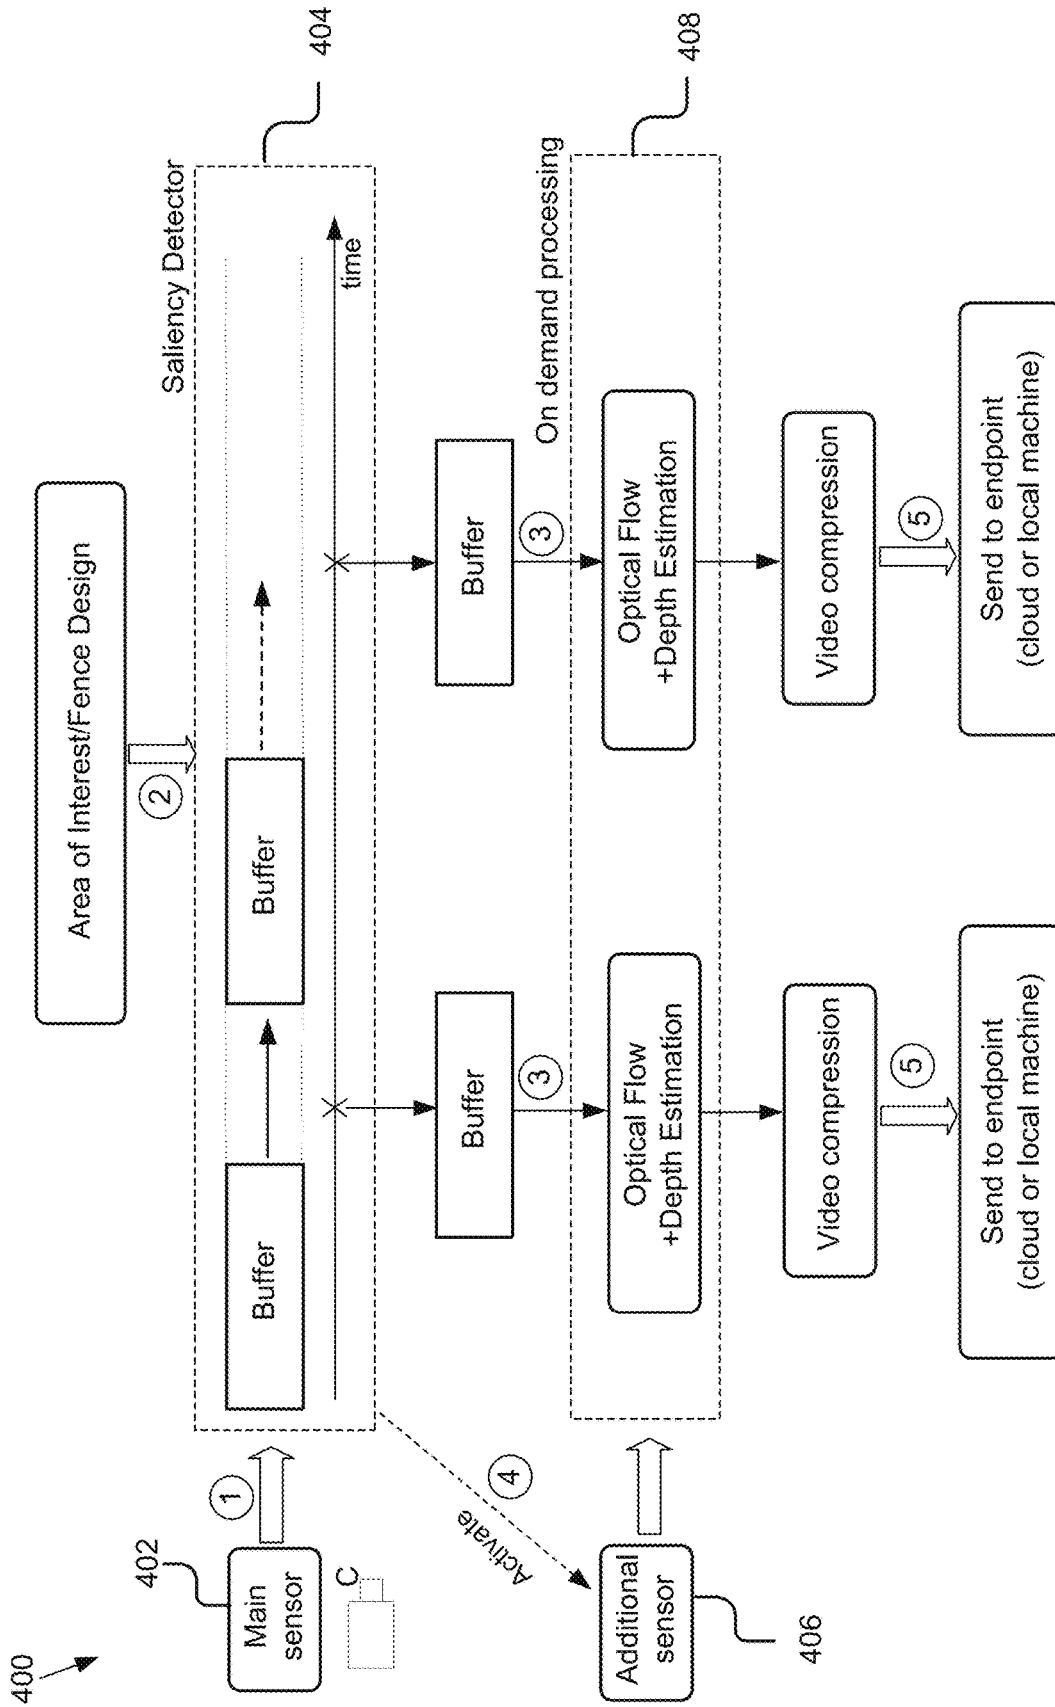 400
Area of Interest/Fence Design
2
Saliency Detector
404
402
Main
sensor
C
1
Buffer
Buffer
time
Activate
4
Buffer
3
Buffer
3
On demand processing
408
Additional
sensor
406
Optical Flow
+Depth Estimation
Optical Flow
+Depth Estimation
Video compression
Video compression
5
5
Send to endpoint
(cloud or local machine)
Send to endpoint
(cloud or local machine)